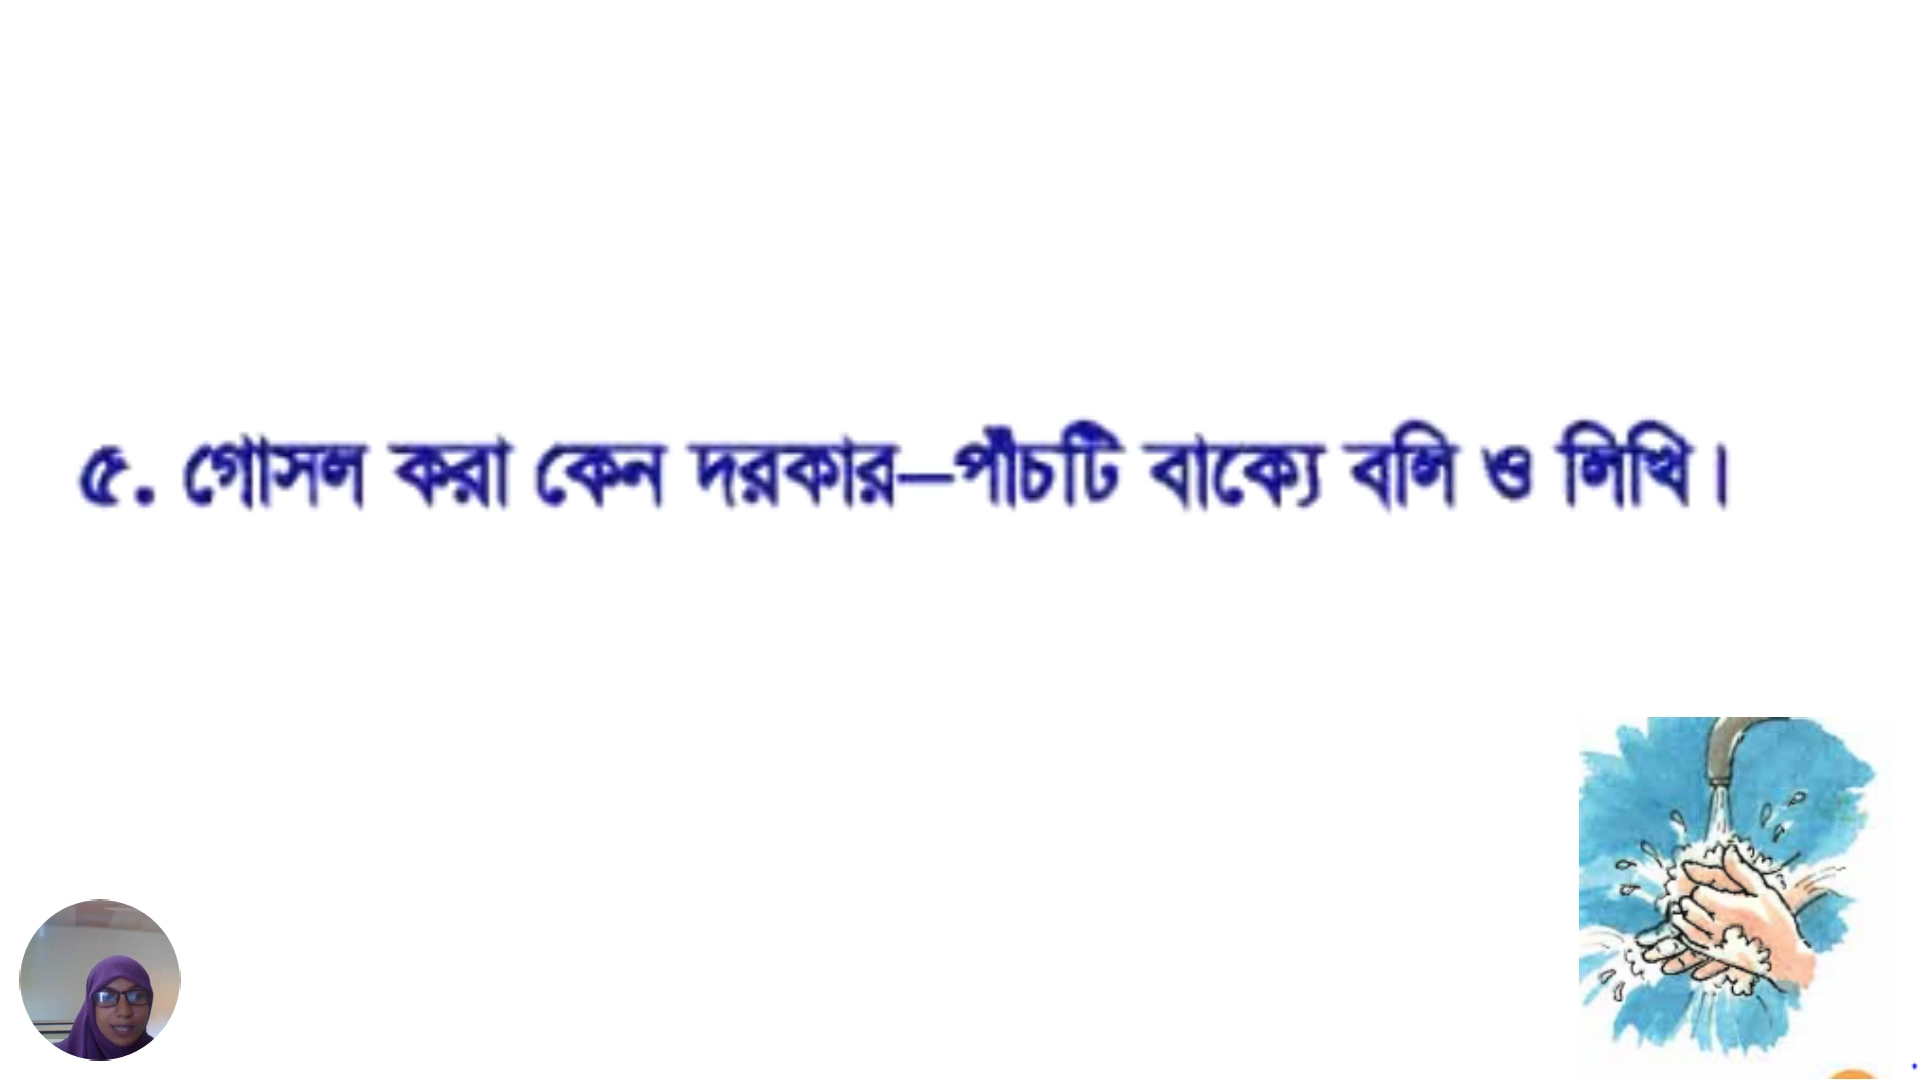 ৫. গোসল করা কেন দরকার–পাঁচটি বাক্যে বলি ও লিখি।